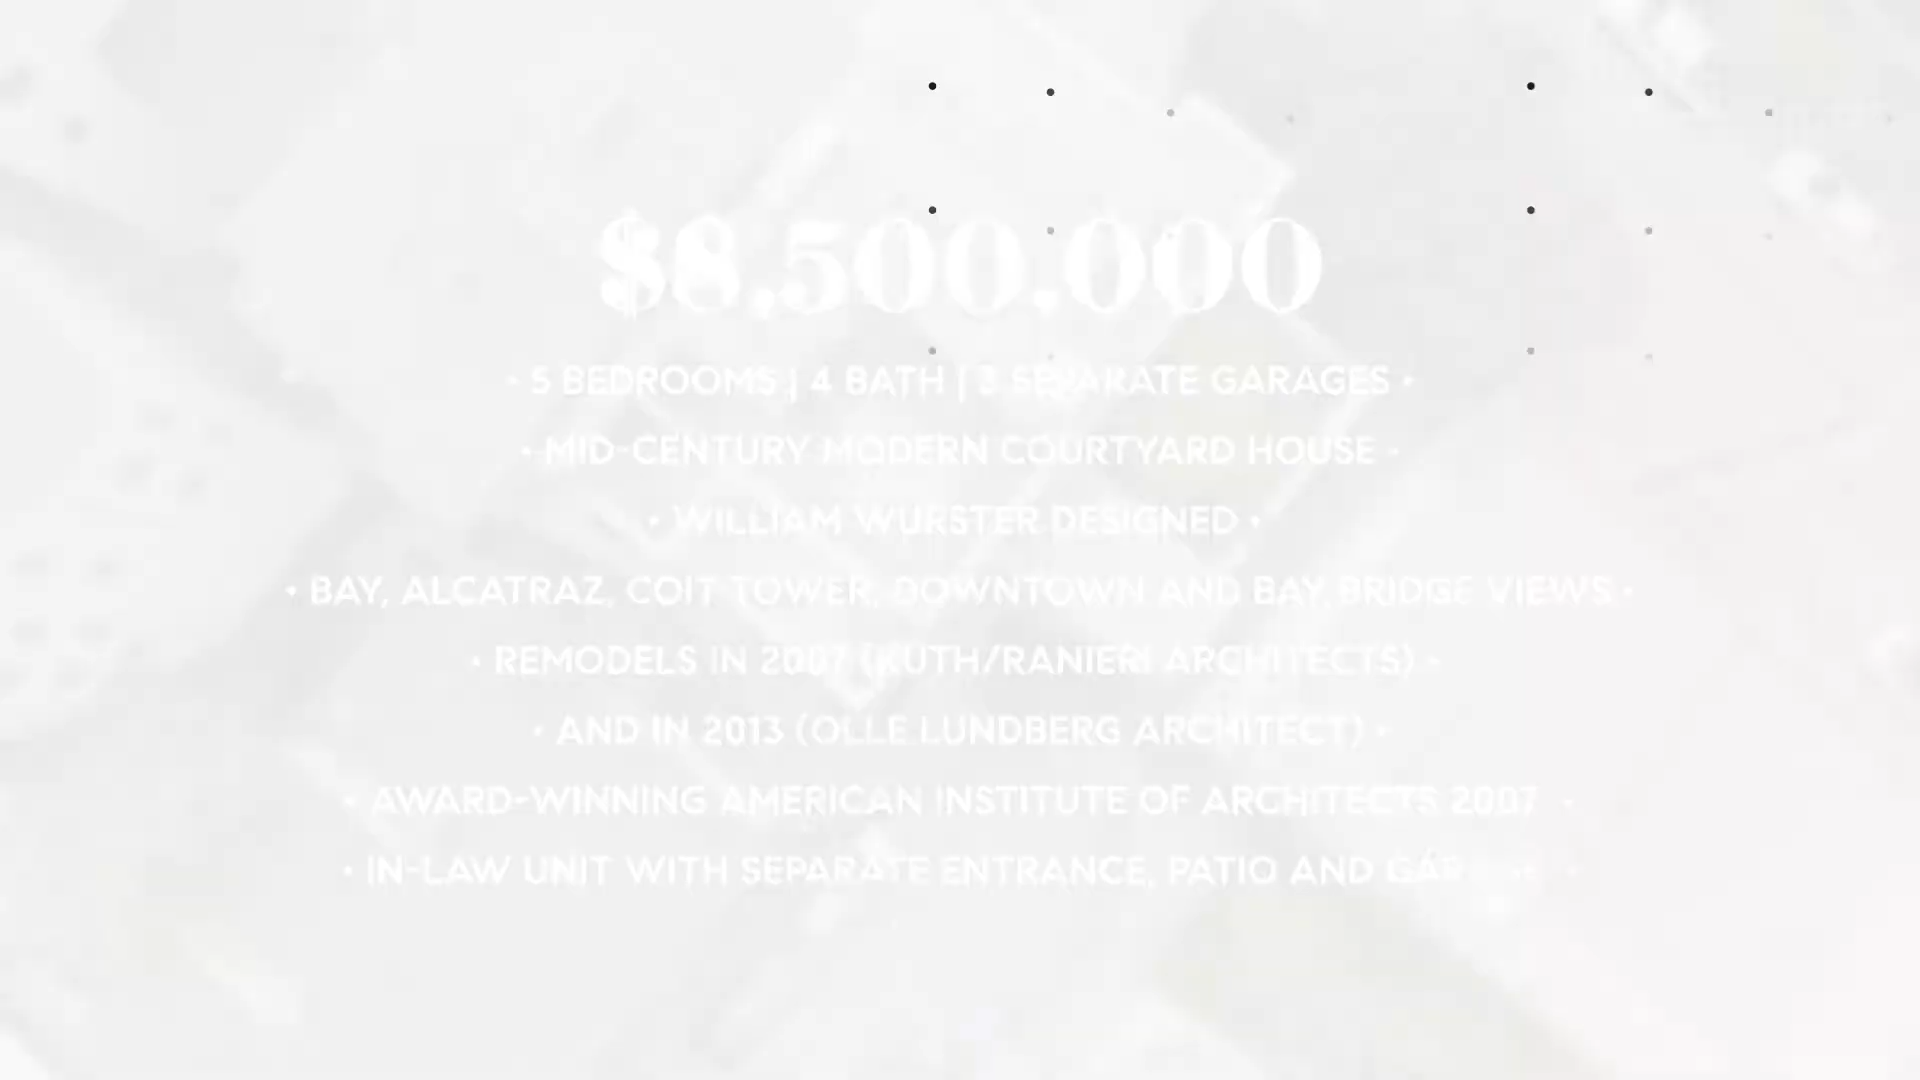 $8,500,000
• 5 BEDROOMS | 4 BATH | 3 SEPARATE GARAGES •
• MID-CENTURY MODERN COURTYARD HOUSE •
• WILLIAM WURSTER DESIGNED •
• BAY, ALCATRAZ, COIT TOWER, DOWNTOWN AND BAY BRIDGE VIEWS •
• REMODELS IN 2007 (KUTH/RANIERI ARCHITECTS) •
• AND IN 2013 (OLLE LUNDBERG ARCHITECT) •
• AWARD-WINNING AMERICAN INSTITUTE OF ARCHITECTS 2007 •
• IN-LAW UNIT WITH SEPARATE ENTRANCE, PATIO AND •